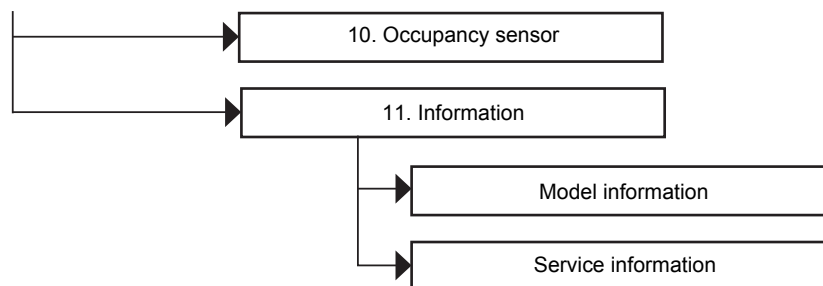 10. Occupancy sensor
11. Information
Model information
Service information